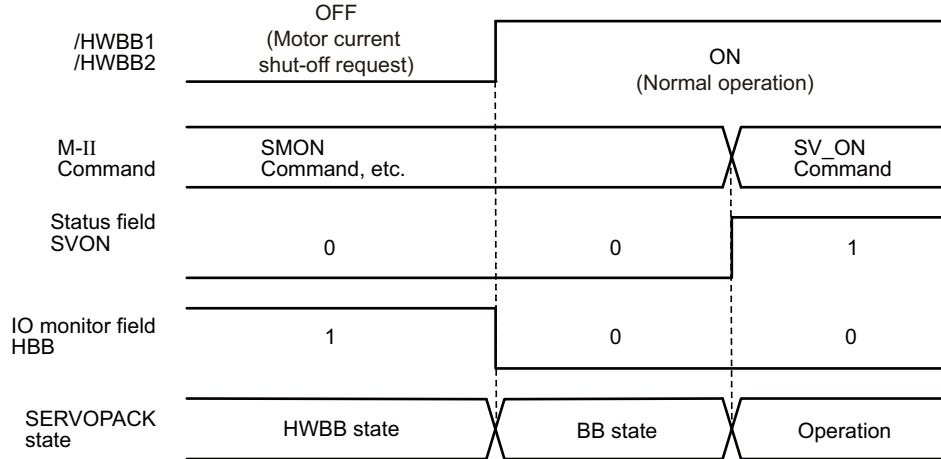 OFF
(Motor current
shut-off request)
/HWBB1
/HWBB2
ON
(Normal operation)
M-II
Command
SMON
Command, etc.
SV_ON
Command
Status field
SVON
0
0
1
IO monitor field
HBB
1
0
0
SERVOPACK
state
HWBB state
BB state
Operation